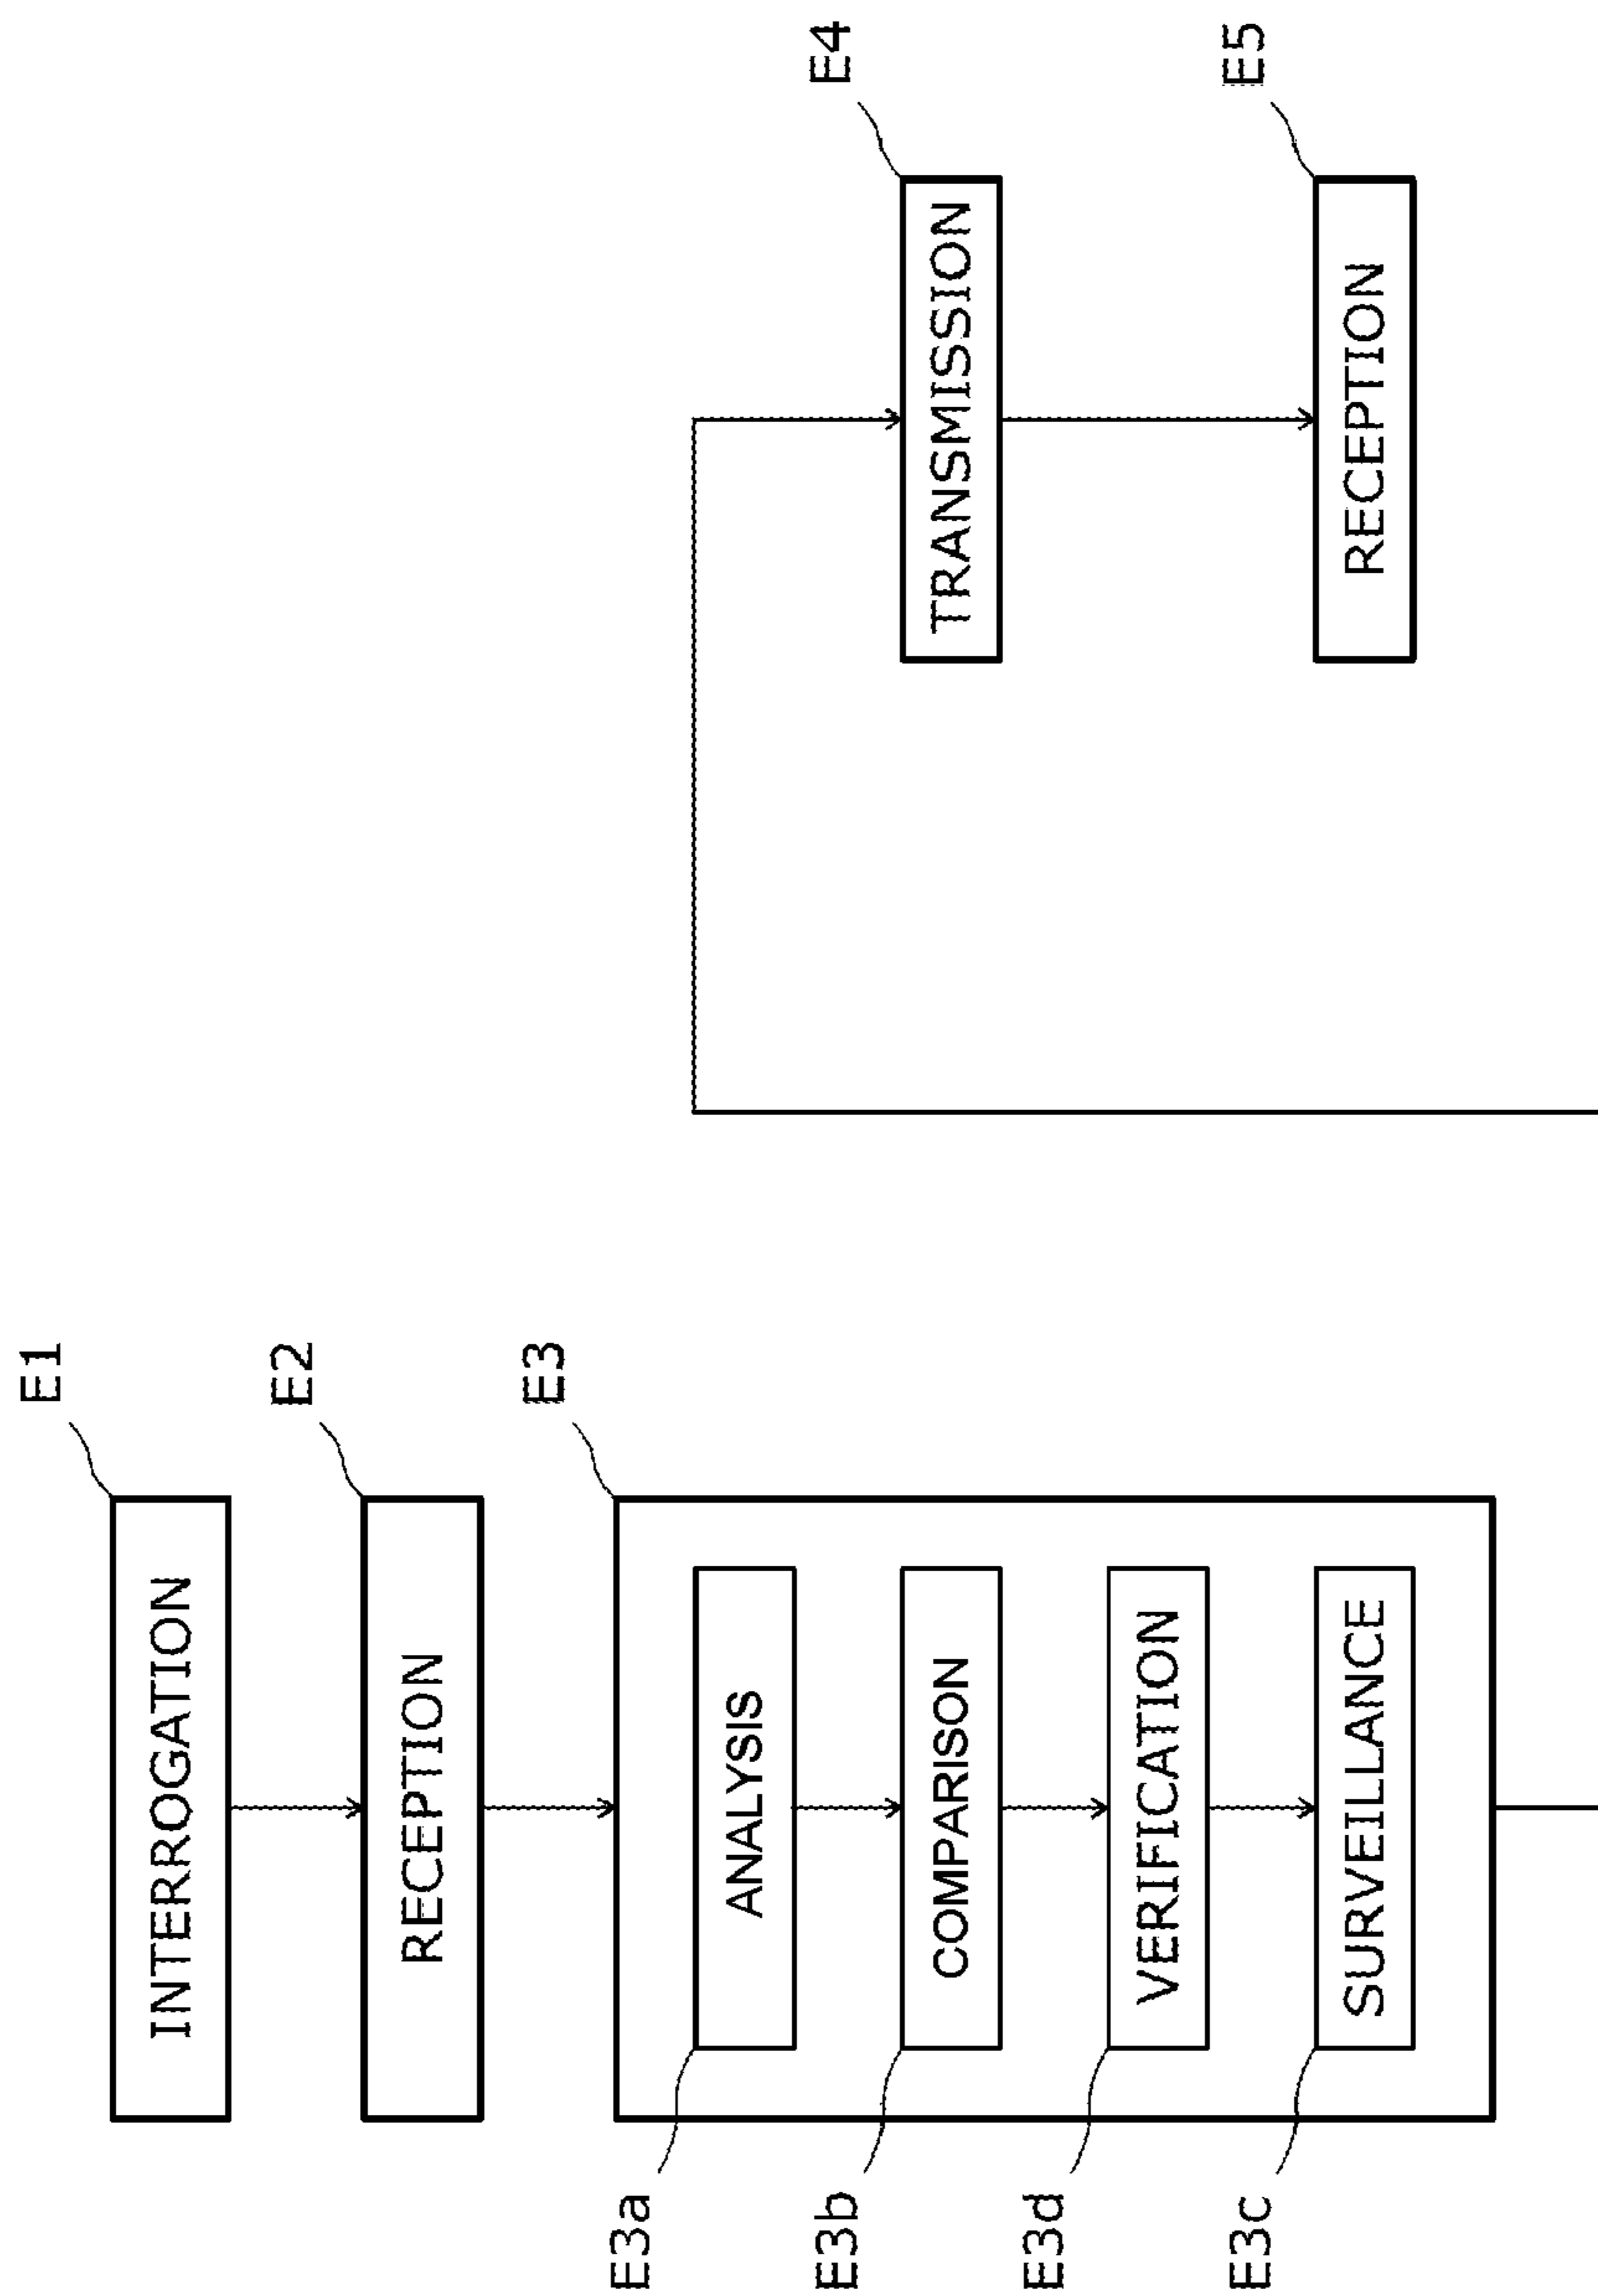 E1
INTERROGATION
E2
RECEPTION
E3
E3a
ANALYSIS
E3b
COMPARISON
E3d
VERIFICATION
E3c
SURVEILLANCE
E4
TRANSMISSION
E5
RECEPTION